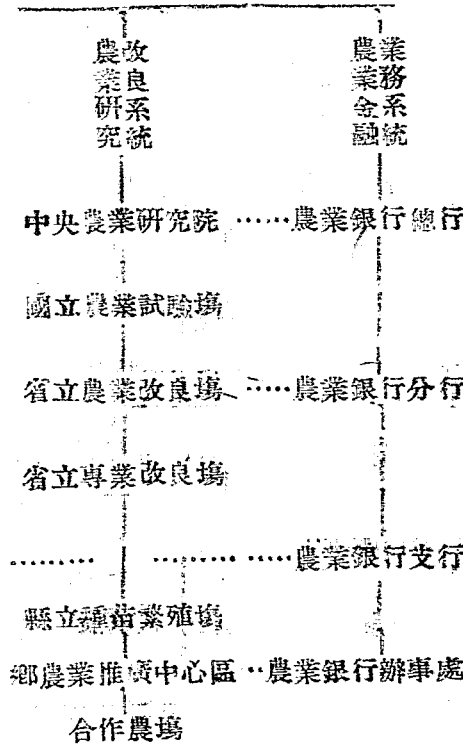 農業研究改良系統
農業金融業務系統
中央農業研究院……農業銀行總行
國立農業試驗場
省立農業改良場……農業銀行分行
省立專業改良場
………　………農業銀行支行
縣立種苗繁殖場
鄉農業推廣中心區‥農業銀行辦事處
合作農場